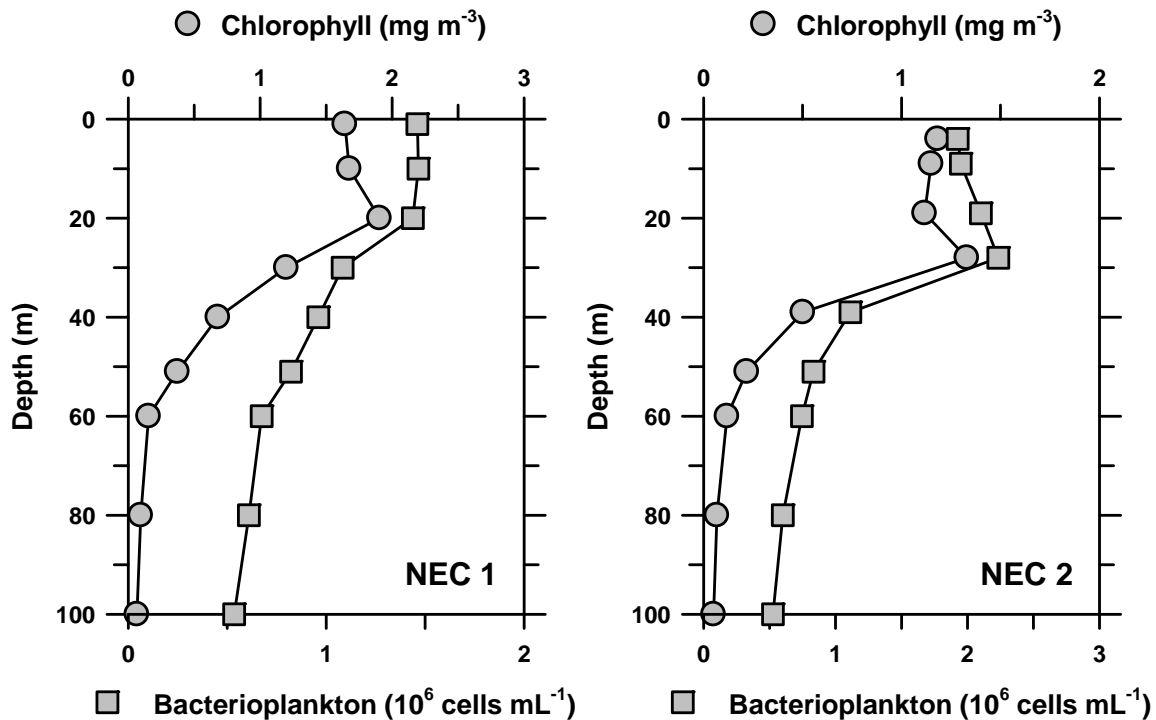 Chlorophyll (mg m⁻³)
0 1 2 3
0
20
40
60
80
100
Depth (m)
NEC 1
0 1 2
Bacterioplankton (10⁶ cells mL⁻¹)
Chlorophyll (mg m⁻³)
0 1 2
0
20
40
60
80
100
Depth (m)
NEC 2
0 1 2 3
Bacterioplankton (10⁶ cells mL⁻¹)